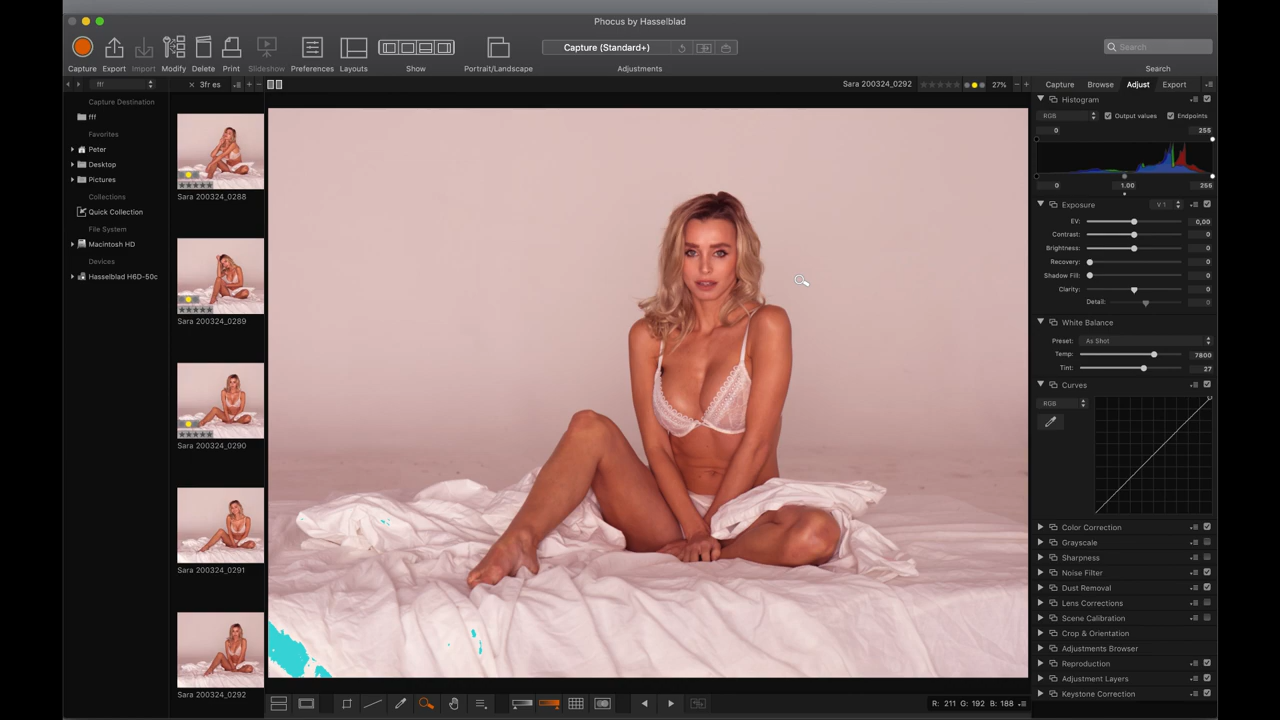 Phocus by Hasselblad
Capture (Standard+)
Search
Capture Export Import Modify Delete Print Slideshow Preferences Layouts Show Portrait/Landscape Adjustments Search
fff
3fr es
Sara 200324_0292
27%
Capture Browse Adjust Export
Capture Destination
fff
Favorites
Peter
Desktop
Pictures
Collections
Quick Collection
File System
Macintosh HD
Devices
Hasselblad H6D-50c
Sara 200324_0288
Sara 200324_0289
Sara 200324_0290
Sara 200324_0291
Sara 200324_0292
Histogram
RGB Output values Endpoints
0 255
0 1.00 255
Exposure V 1
EV: 0,00
Contrast: 0
Brightness: 0
Recovery: 0
Shadow Fill: 0
Clarity: 0
Detail: 0
White Balance
Preset: As Shot
Temp: 7800
Tint: 27
Curves
RGB
Color Correction
Grayscale
Sharpness
Noise Filter
Dust Removal
Lens Corrections
Scene Calibration
Crop & Orientation
Adjustments Browser
Reproduction
Adjustment Layers
Keystone Correction
R: 211 G: 192 B: 188